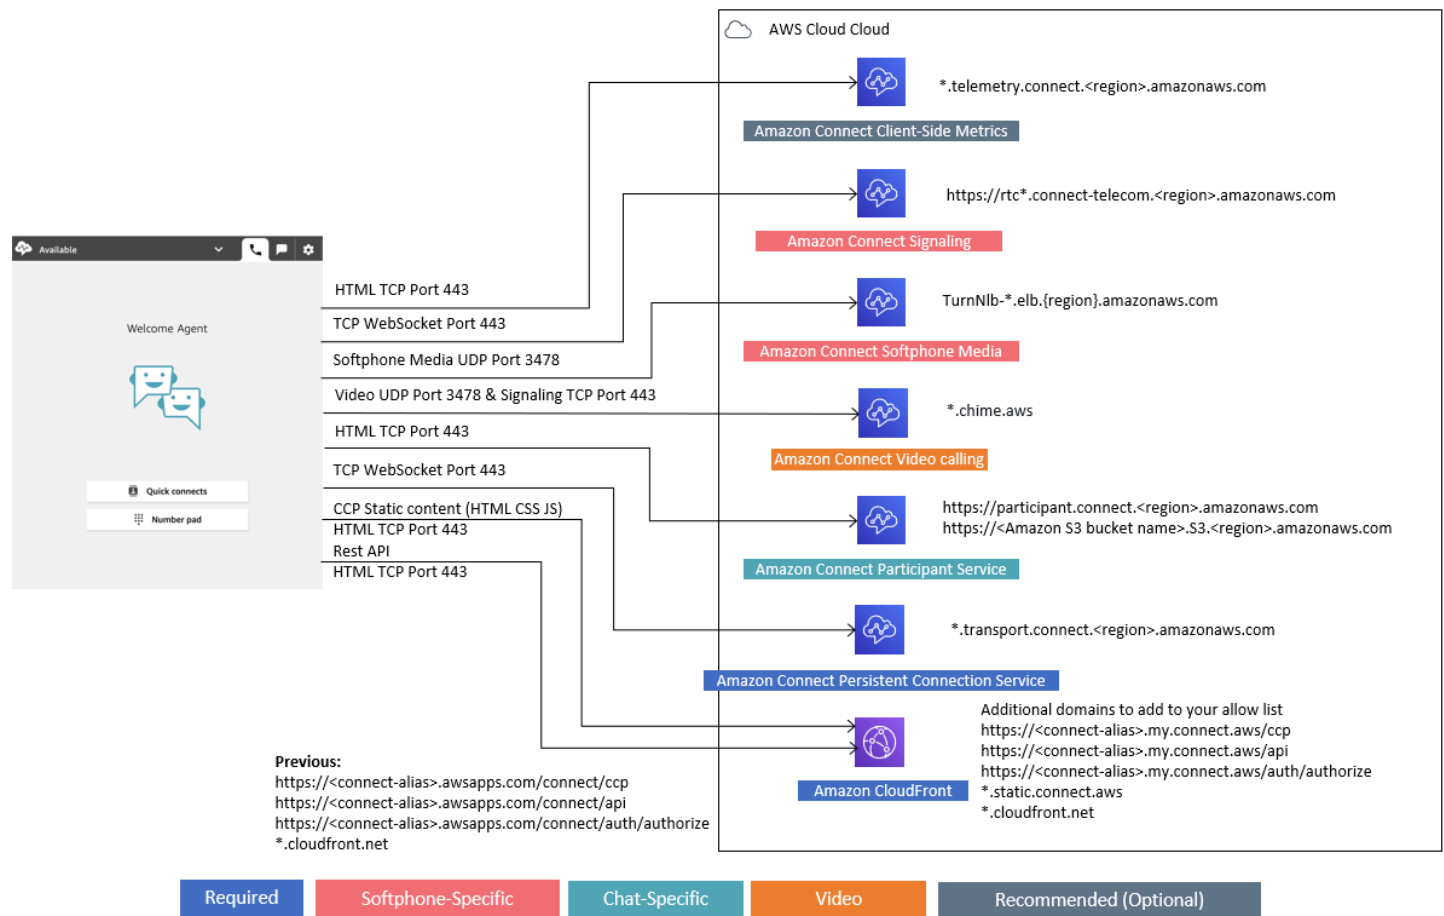 AWS Cloud Cloud
*.telemetry.connect.<region>.amazonaws.com
Amazon Connect Client-Side Metrics
https://rtc*.connect-telecom.<region>.amazonaws.com
Amazon Connect Signaling
Available
HTML TCP Port 443
TCP WebSocket Port 443
Softphone Media UDP Port 3478
Video UDP Port 3478 & Signaling TCP Port 443
HTML TCP Port 443
TCP WebSocket Port 443
CCP Static content (HTML CSS JS)
HTML TCP Port 443
Rest API
HTML TCP Port 443
Welcome Agent
Quick connects
Number pad
TurnNlb-*.elb.{region}.amazonaws.com
Amazon Connect Softphone Media
*.chime.aws
Amazon Connect Video calling
https://participant.connect.<region>.amazonaws.com
https://<Amazon S3 bucket name>.S3.<region>.amazonaws.com
Amazon Connect Participant Service
*.transport.connect.<region>.amazonaws.com
Amazon Connect Persistent Connection Service
Additional domains to add to your allow list
https://<connect-alias>.my.connect.aws/ccp
https://<connect-alias>.my.connect.aws/api
https://<connect-alias>.my.connect.aws/auth/authorize
*.static.connect.aws
*.cloudfront.net
Amazon CloudFront
Previous:
https://<connect-alias>.awsapps.com/connect/ccp
https://<connect-alias>.awsapps.com/connect/api
https://<connect-alias>.awsapps.com/connect/auth/authorize
*.cloudfront.net
Required
Softphone-Specific
Chat-Specific
Video
Recommended (Optional)